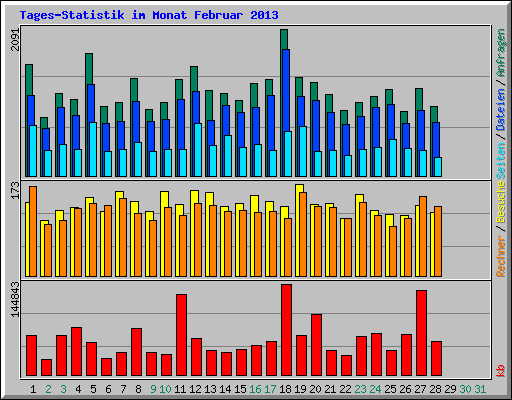 Tages-Statistik im Monat Februar 2013
2091
173
144843
Rechner / Besuche Seiten / Dateien / Anfragen
kb
1 2 3 4 5 6 7 8 9 10 11 12 13 14 15 16 17 18 19 20 21 22 23 24 25 26 27 28 29 30 31